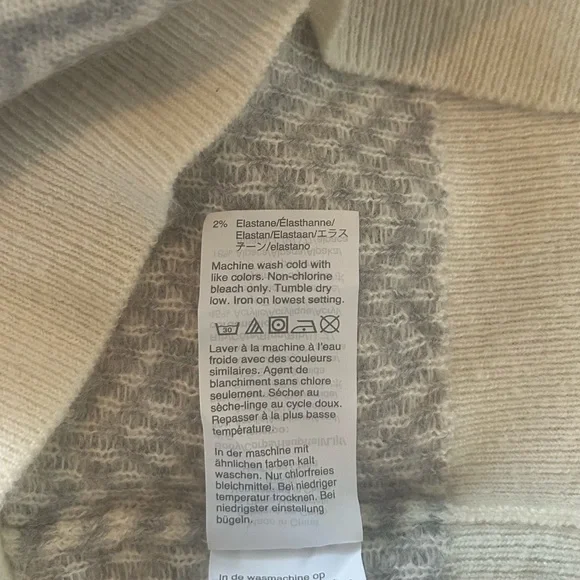 2% Elastane/Élasthanne/
Elastan/Elastaan/エラス
テーン/elastano
Machine wash cold with
like colors. Non-chlorine
bleach only. Tumble dry
low. Iron on lowest setting.
30
Laver à la machine à l'eau
froide avec des couleurs
similaires. Agent de
blanchiment sans chlore
seulement. Sécher au
sèche-linge au cycle doux.
Repasser à la plus basse
température.
In der maschine mit
ähnlichen farben kalt
waschen. Nur chlorfreies
bleichmittel. Bei niedriger
temperatur trocknen. Bei
niedrigster einstellung
bügeln.
In de wasmachine op